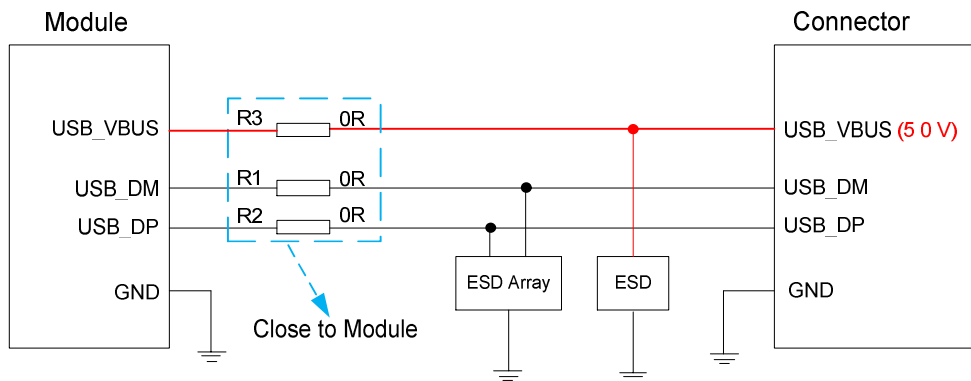 Module
Connector
USB_VBUS
R3
0R
USB_VBUS (5 0 V)
USB_DM
R1
0R
USB_DM
USB_DP
R2
0R
USB_DP
ESD Array
ESD
GND
GND
Close to Module